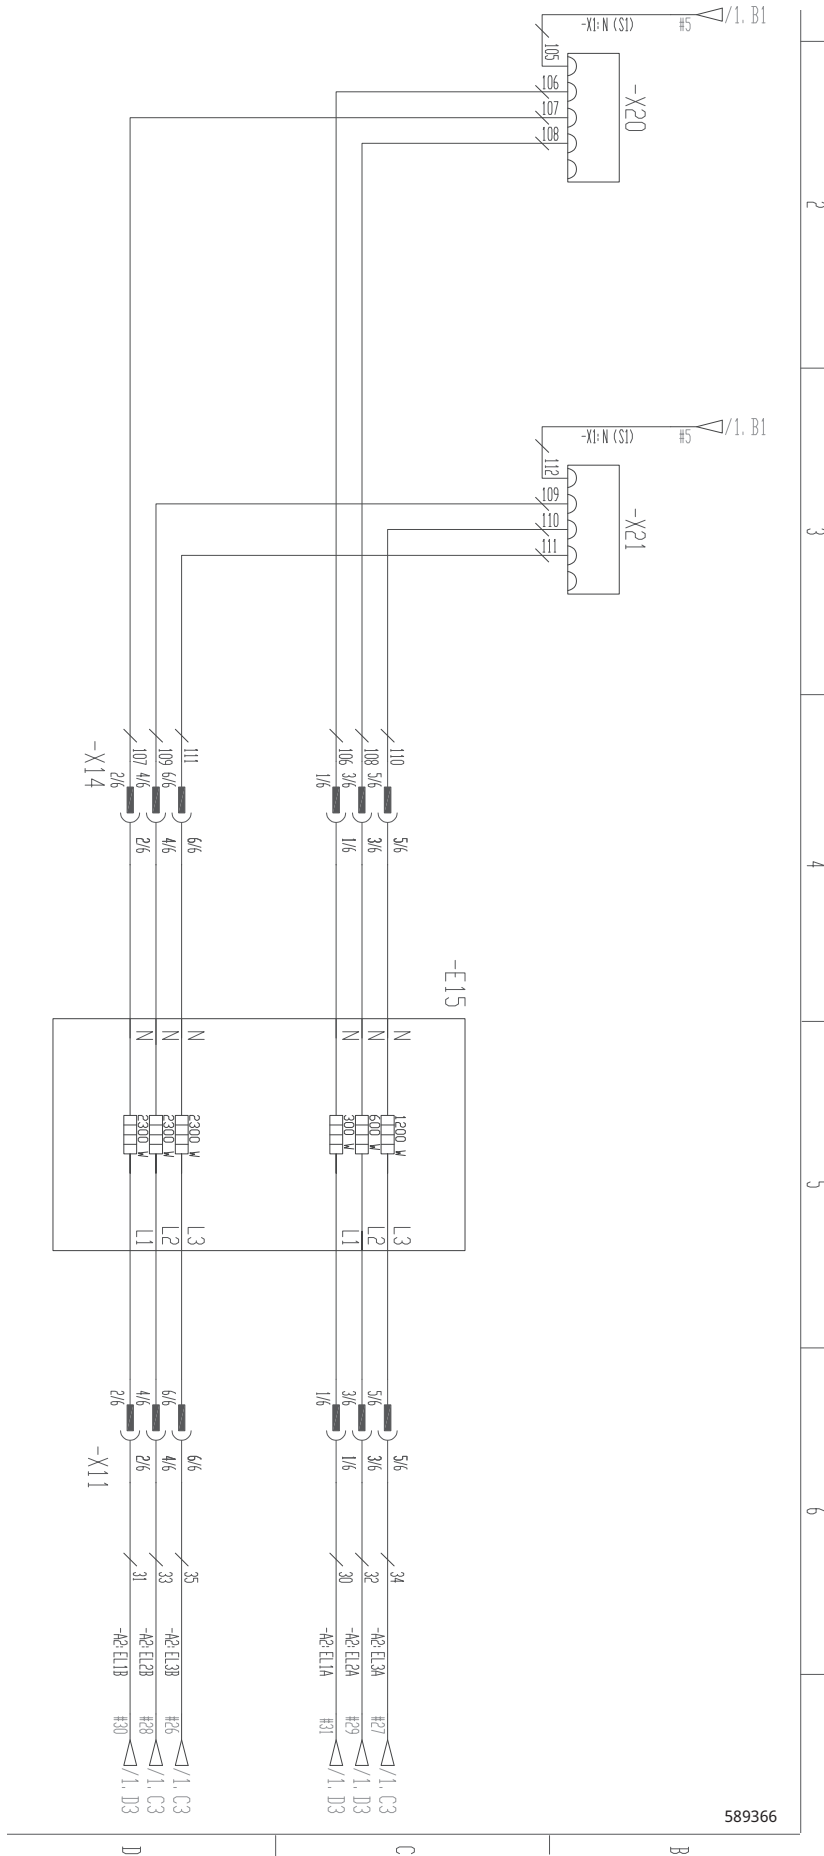 /1.B1
#5
-X1:N (S1)
105
106
107
108
-X20
2
/1.B1
#5
-X1:N (S1)
112
109
110
111
-X21
3
-X14
107
109
111
106
108
110
2/6
4/6
6/6
1/6
3/6
5/6
2/6
4/6
6/6
1/6
3/6
5/6
4
-E15
N
N
N
N
N
N
2300 W
2300 W
2300 W
300 W
600 W
1200 W
5
L1
L2
L3
L1
L2
L3
2/6
4/6
6/6
1/6
3/6
5/6
-X11
2/6
4/6
6/6
1/6
3/6
5/6
6
31
33
35
30
32
34
-A2:EL1B
-A2:EL2B
-A2:EL3B
-A2:EL1A
-A2:EL2A
-A2:EL3A
#30
#28
#26
#31
#29
#27
/1.D3
/1.C3
/1.C3
/1.D3
/1.D3
/1.C3
589366
D
C
B